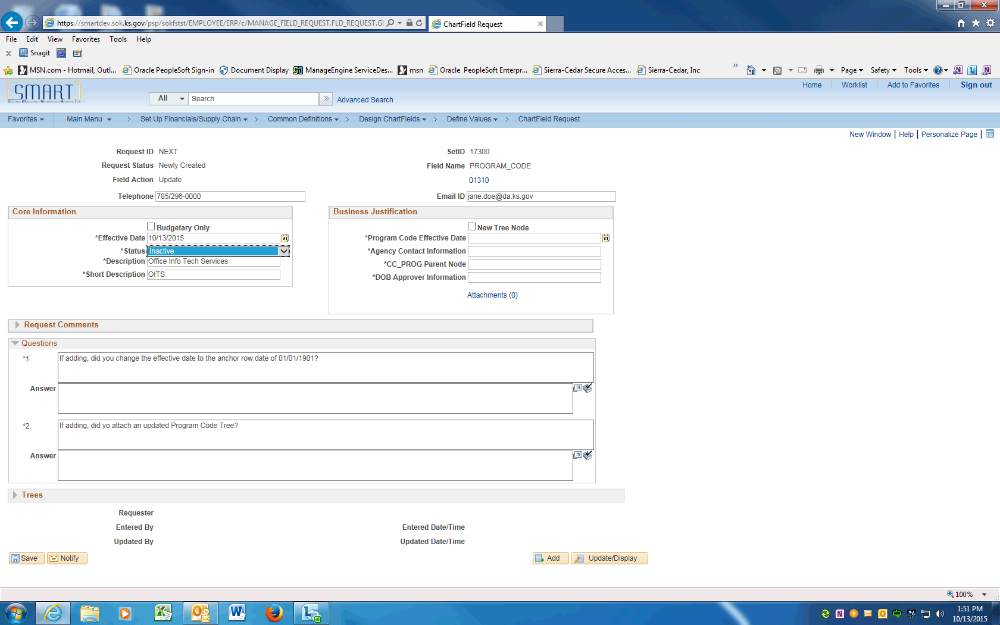 https://smartdev.sok.ks.gov/psp/sokfstst/EMPLOYEE/ERP/c/MANAGE_FIELD_REQUEST.FLD_REQUEST.GI
ChartField Request
File Edit View Favorites Tools Help
x Snagit
MSN.com - Hotmail, Outl... Oracle PeopleSoft Sign-in Document Display ManageEngine ServiceDes... msn Oracle PeopleSoft Enterpr... Sierra-Cedar Secure Acces... Sierra-Cedar, Inc Page Safety Tools
SMART
Home Worklist Add to Favorites Sign out
All Search Advanced Search
Favorites Main Menu > Set Up Financials/Supply Chain > Common Definitions > Design ChartFields > Define Values > ChartField Request
New Window | Help | Personalize Page |
Request ID NEXT SetID 17300
Request Status Newly Created Field Name PROGRAM_CODE
Field Action Update 01310
Telephone 785/296-0000 Email ID jane.doe@da.ks.gov
Core Information Business Justification
Budgetary Only New Tree Node
*Effective Date 10/13/2015 31 *Program Code Effective Date 31
*Status Inactive *Agency Contact Information
*Description Office Info Tech Services *CC_PROG Parent Node
*Short Description OITS *DOB Approver Information
Attachments (0)
Request Comments
Questions
*1. If adding, did you change the effective date to the anchor row date of 01/01/1901?
Answer
*2. If adding, did yo attach an updated Program Code Tree?
Answer
Trees
Requester
Entered By Entered Date/Time
Updated By Updated Date/Time
Save Notify Add Update/Display
100%
1:51 PM
10/13/2015